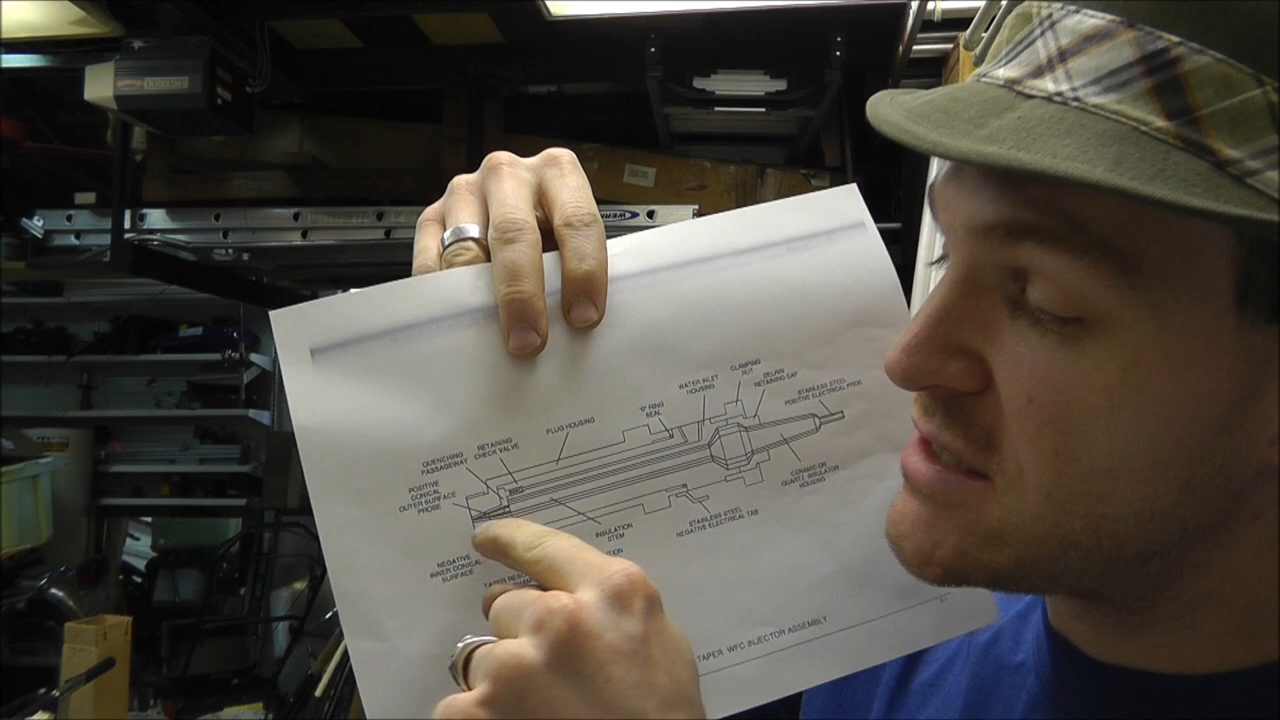 WERNER
CLAMPING
NUT
WATER INLET
HOUSING
DELRIN
RETAINING CAP
STAINLESS STEEL
POSITIVE ELECTRICAL
"O" RING
SEAL
PLUG HOUSING
RETAINING
CHECK VALVE
QUENCHING
PASSAGEWAY
POSITIVE
CONICAL
OUTER SURFACE
PROBE
CERAMIC OR
QUARTZ INSULATOR
HOUSING
STAINLESS STEEL
NEGATIVE ELECTRICAL TAB
INSULATION
STEM
NEGATIVE
INNER CONICAL
SURFACE
TAPER
TAPER WFC INJECTOR ASSEMBLY